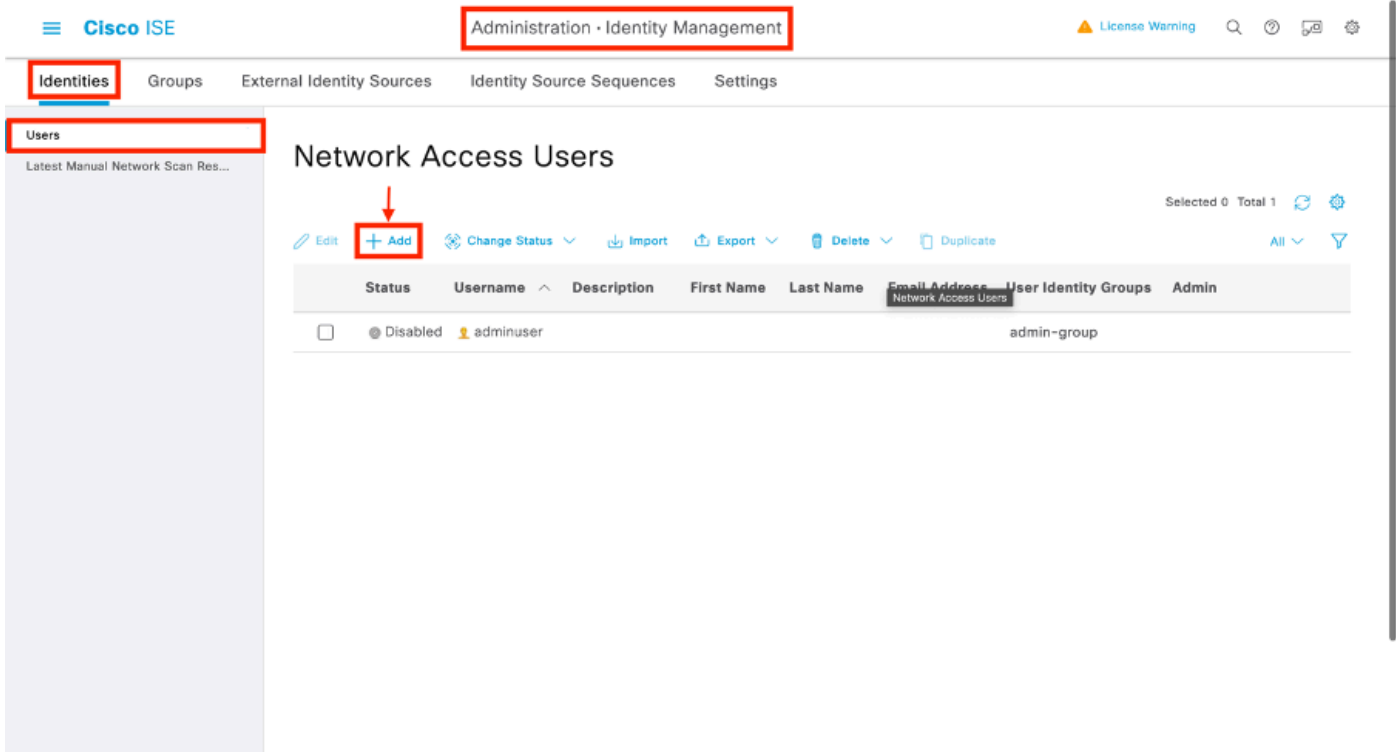 Cisco ISE
Administration · Identity Management
License Warning
Identities Groups External Identity Sources Identity Source Sequences Settings
Users
Latest Manual Network Scan Res...
Network Access Users
Selected 0 Total 1
Edit Add Change Status Import Export Delete Duplicate All
Status Username Description First Name Last Name Email Address User Identity Groups Admin
Network Access Users
Disabled adminuser admin-group